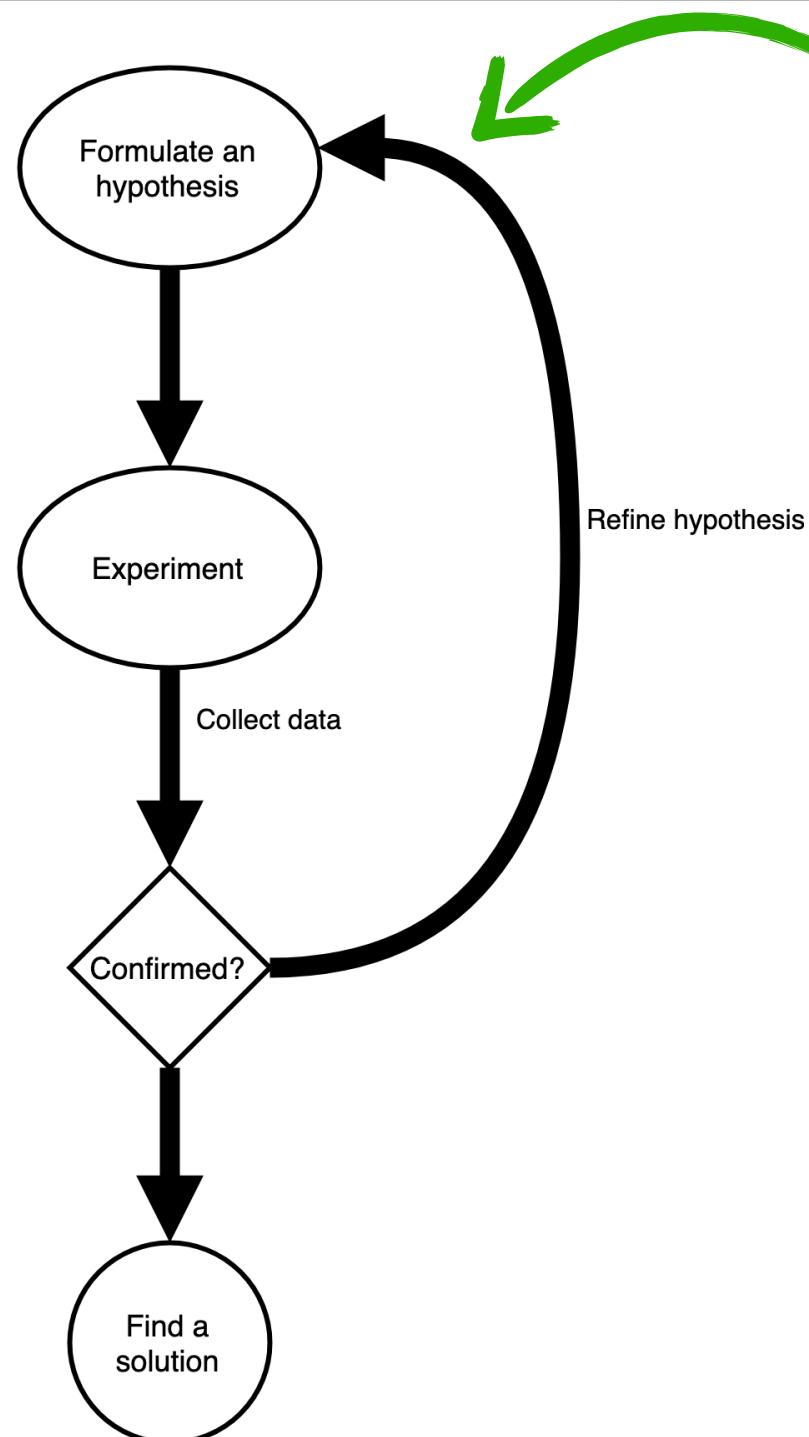 Formulate an
hypothesis
Experiment
Refine hypothesis
Collect data
Confirmed?
Find a
solution